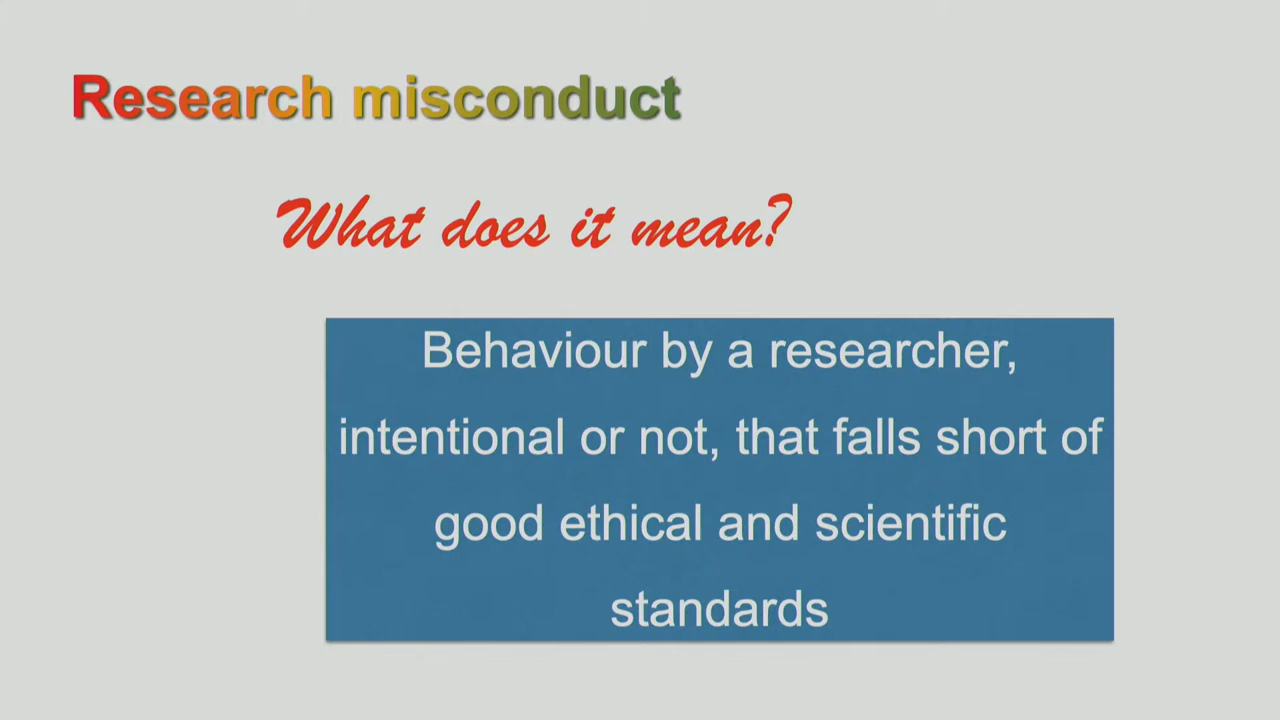 Research misconduct
What does it mean?
Behaviour by a researcher,
intentional or not, that falls short of
good ethical and scientific
standards